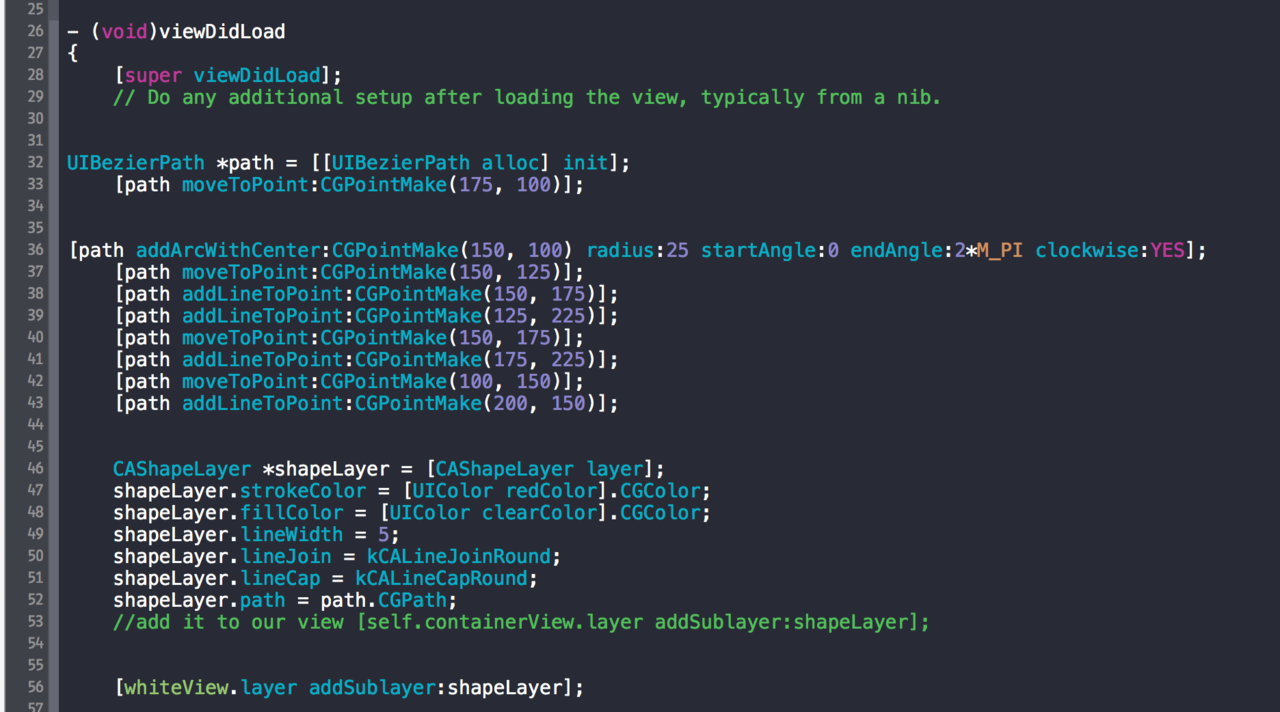 25
26 - (void)viewDidLoad
27 {
28     [super viewDidLoad];
29     // Do any additional setup after loading the view, typically from a nib.
30
31
32 UIBezierPath *path = [[UIBezierPath alloc] init];
33     [path moveToPoint:CGPointMake(175, 100)];
34
35
36 [path addArcWithCenter:CGPointMake(150, 100) radius:25 startAngle:0 endAngle:2*M_PI clockwise:YES];
37     [path moveToPoint:CGPointMake(150, 125)];
38     [path addLineToPoint:CGPointMake(150, 175)];
39     [path addLineToPoint:CGPointMake(125, 225)];
40     [path moveToPoint:CGPointMake(150, 175)];
41     [path addLineToPoint:CGPointMake(175, 225)];
42     [path moveToPoint:CGPointMake(100, 150)];
43     [path addLineToPoint:CGPointMake(200, 150)];
44
45
46     CAShapeLayer *shapeLayer = [CAShapeLayer layer];
47     shapeLayer.strokeColor = [UIColor redColor].CGColor;
48     shapeLayer.fillColor = [UIColor clearColor].CGColor;
49     shapeLayer.lineWidth = 5;
50     shapeLayer.lineJoin = kCALineJoinRound;
51     shapeLayer.lineCap = kCALineCapRound;
52     shapeLayer.path = path.CGPath;
53     //add it to our view [self.containerView.layer addSublayer:shapeLayer];
54
55
56     [whiteView.layer addSublayer:shapeLayer];
57